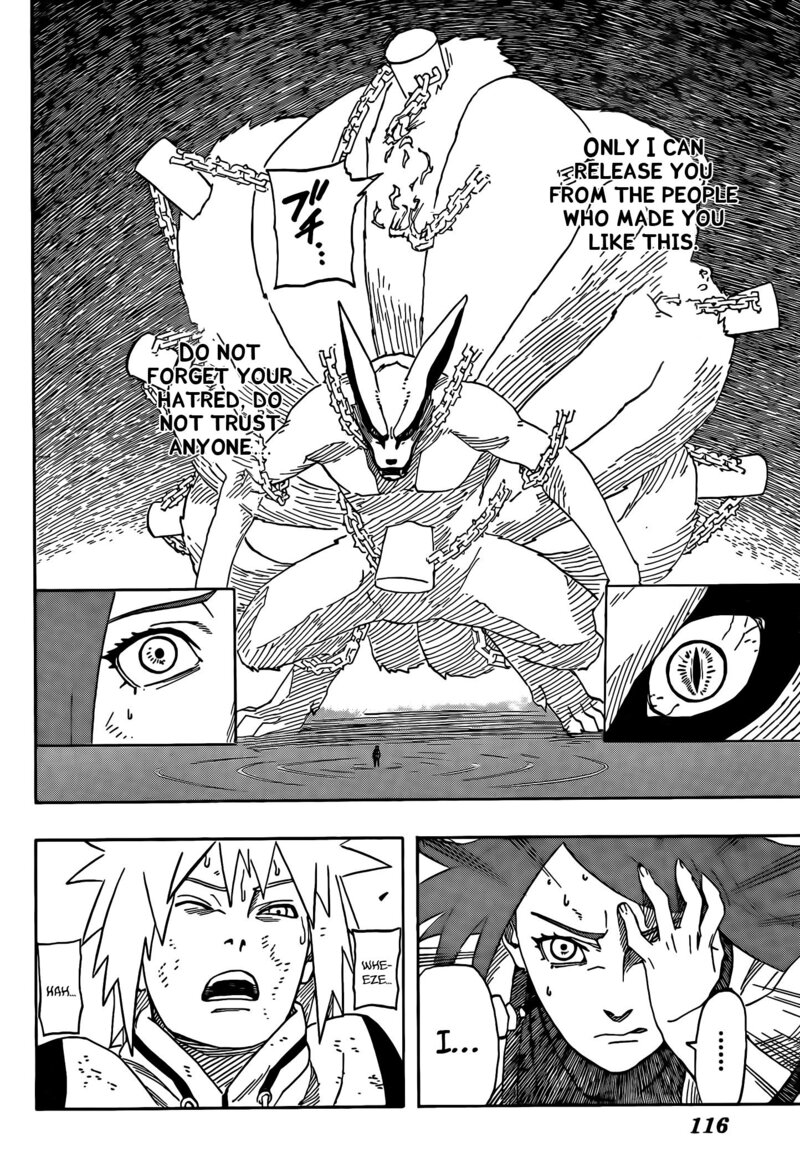 ONLY I CAN
RELEASE YOU
FROM THE PEOPLE
WHO MADE YOU
LIKE THIS.
ブチ…
DO NOT
FORGET YOUR
HATRED, DO
NOT TRUST
ANYONE...
........
I...
WHE-
EZE...
HAH...
116